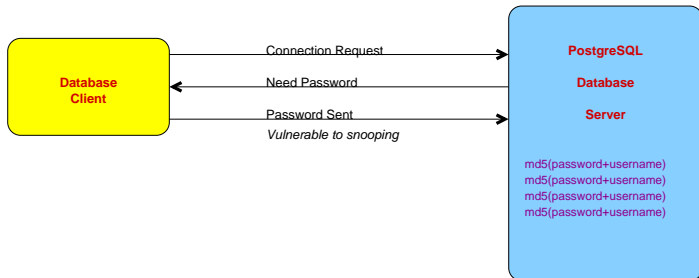 Connection Request
PostgreSQL
Database
Client
Need Password
Database
Password Sent
Server
Vulnerable to snooping
md5(password+username)
md5(password+username)
md5(password+username)
md5(password+username)